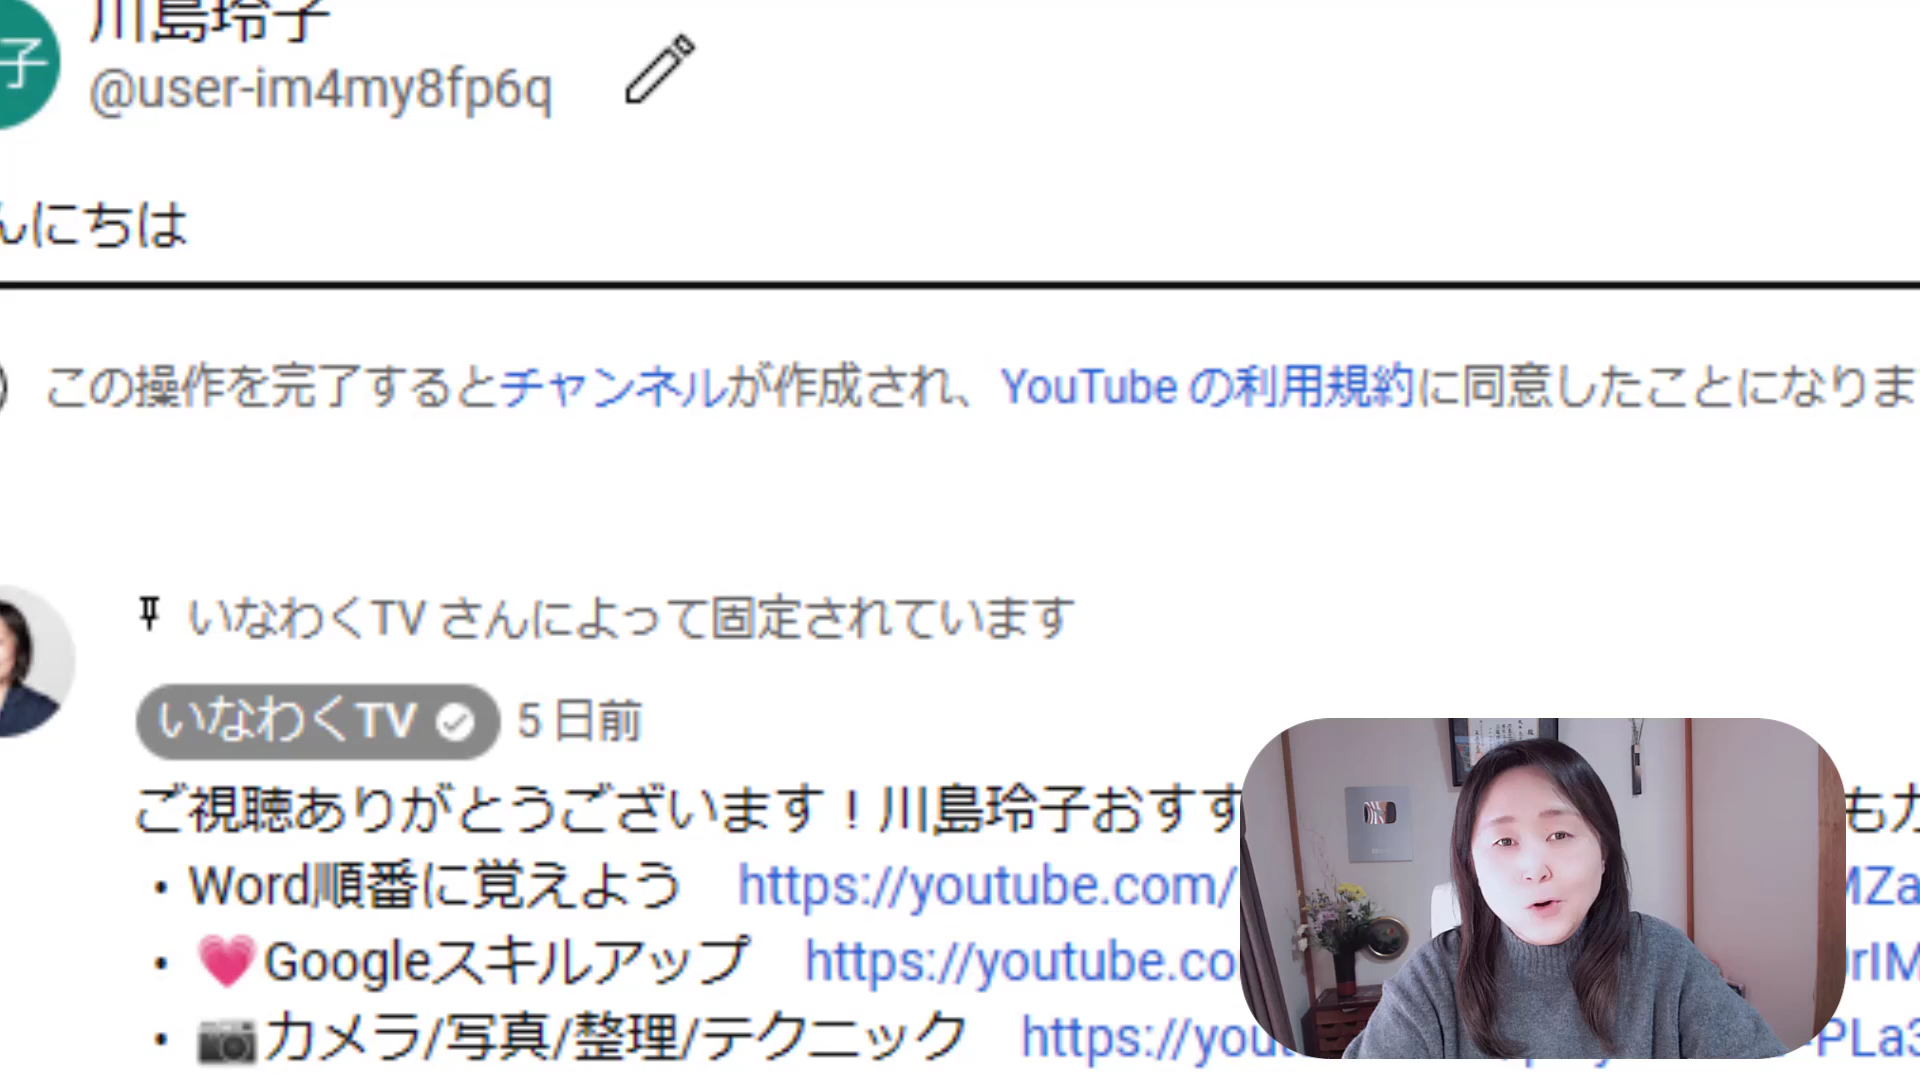 川島玲子
子
@user-im4my8fp6q
んにちは
この操作を完了するとチャンネルが作成され、YouTube の利用規約に同意したことになりま
いなわくTV さんによって固定されています
いなわくTV 5 日前
ご視聴ありがとうございます！川島玲子おすす
・Word順番に覚えよう https://youtube.com/ MZa
・💗Googleスキルアップ https://youtube.co rIM
・📷カメラ/写真/整理/テクニック https://you -PLa3